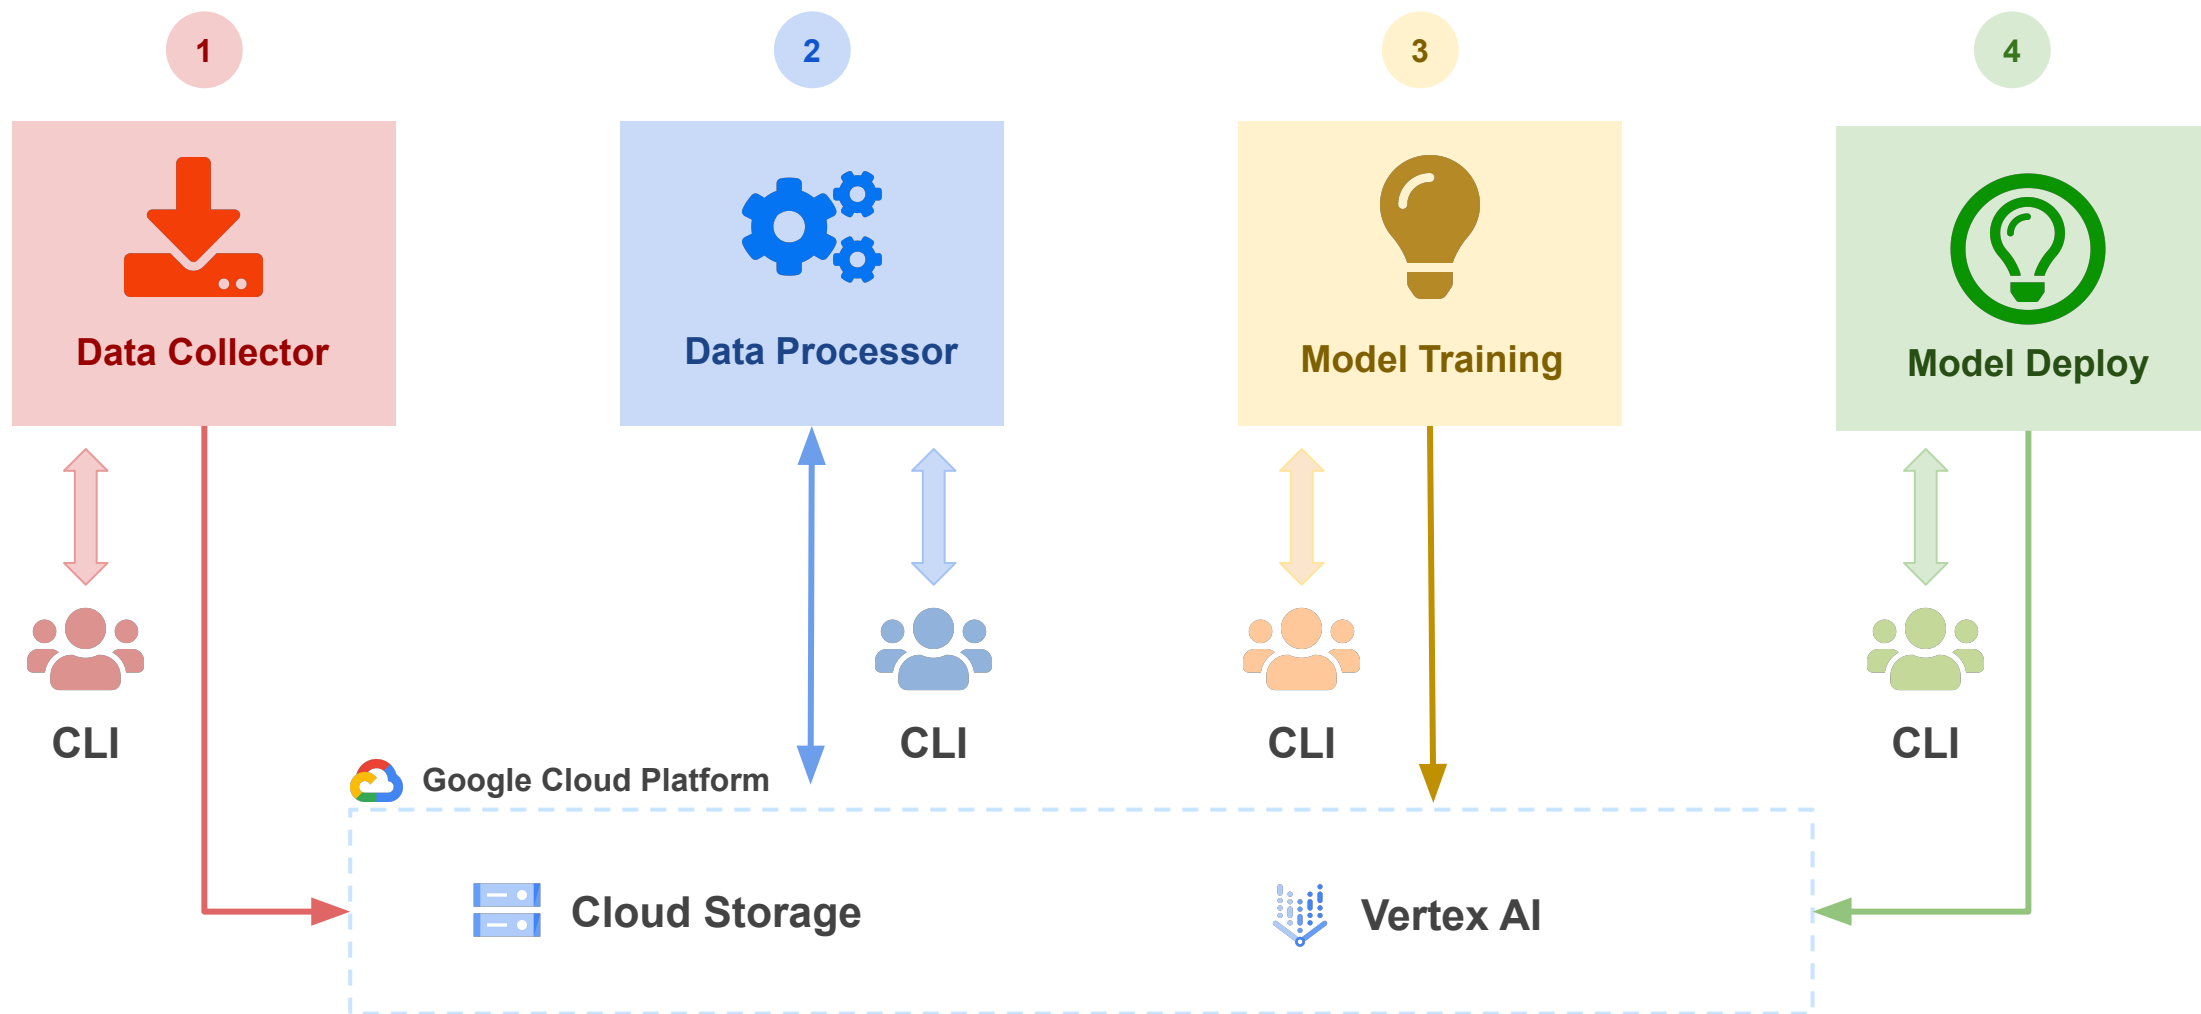 1
2
3
4
Data Collector
Data Processor
Model Training
Model Deploy
CLI
CLI
CLI
CLI
Google Cloud Platform
Cloud Storage
Vertex AI